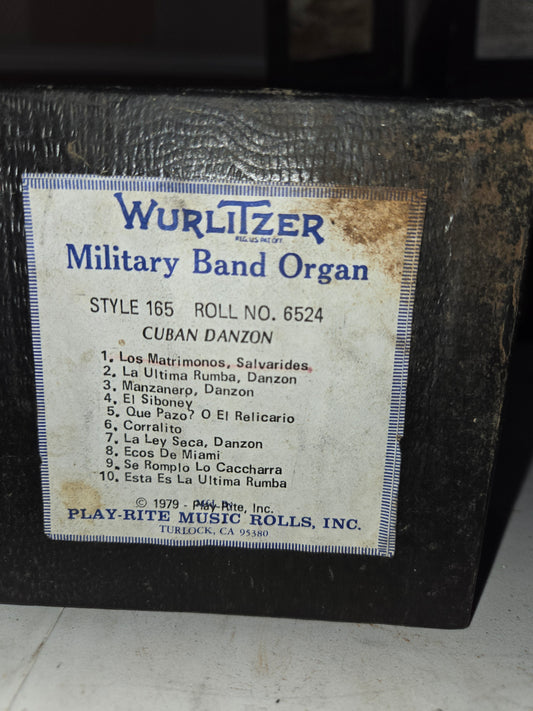 WURLITZER
REG. U.S. PAT. OFF.
Military Band Organ
STYLE 165 ROLL NO. 6524
CUBAN DANZON
1. Los Matrimonos, Salvarides
2. La Ultima Rumba, Danzon
3. Manzanero, Danzon
4. El Siboney
5. Que Pazo? O El Relicario
6. Corralito
7. La Ley Seca, Danzon
8. Ecos De Miami
9. Se Romplo Lo Caccharra
10. Esta Es La Ultima Rumba
© 1979 - Play-Rite, Inc.
PLAY-RITE MUSIC ROLLS, INC.
TURLOCK, CA 95380